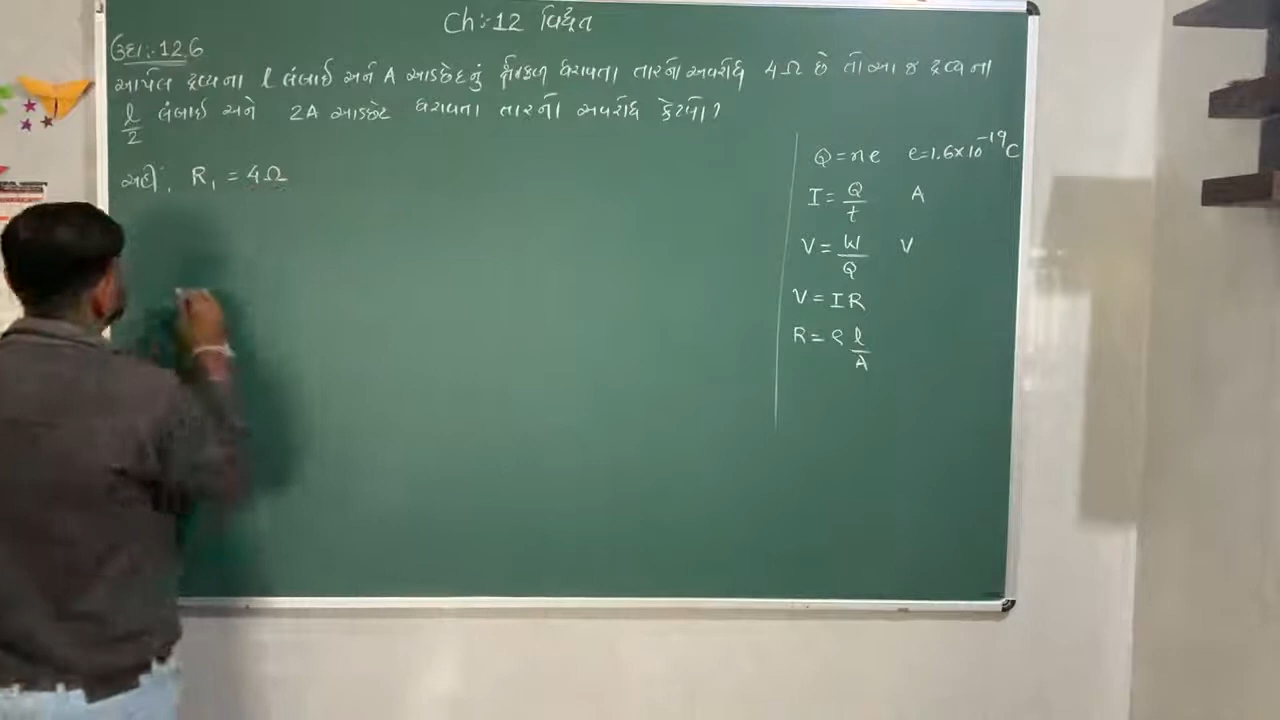 Ch:-12 વિદ્યુત
ઉદા:-12.6
આપેલ દ્રવ્યના l લંબાઈ અને A આડછેદનું ક્ષેત્રફળ ધરાવતા તારનો અવરોધ 4Ω છે તો આ જ દ્રવ્યના
l/2 લંબાઈ અને 2A આડછેદ ધરાવતા તારનો અવરોધ કેટલો?
અહીં, R₁ = 4Ω
Q = ne e=1.6×10⁻¹⁹C
I = Q/t A
V = W/Q V
V = IR
R = ρ l/A